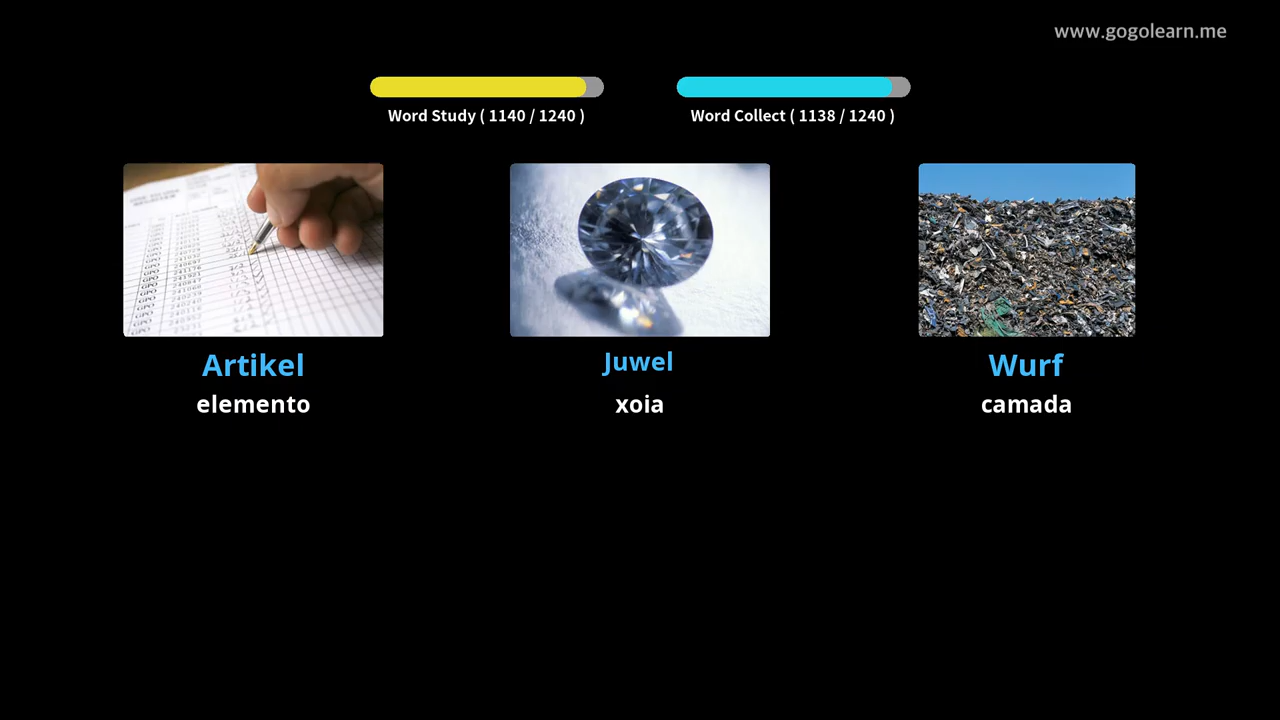 www.gogolearn.me
Word Study ( 1140 / 1240 )
Word Collect ( 1138 / 1240 )
Artikel
Juwel
Wurf
elemento
xoia
camada